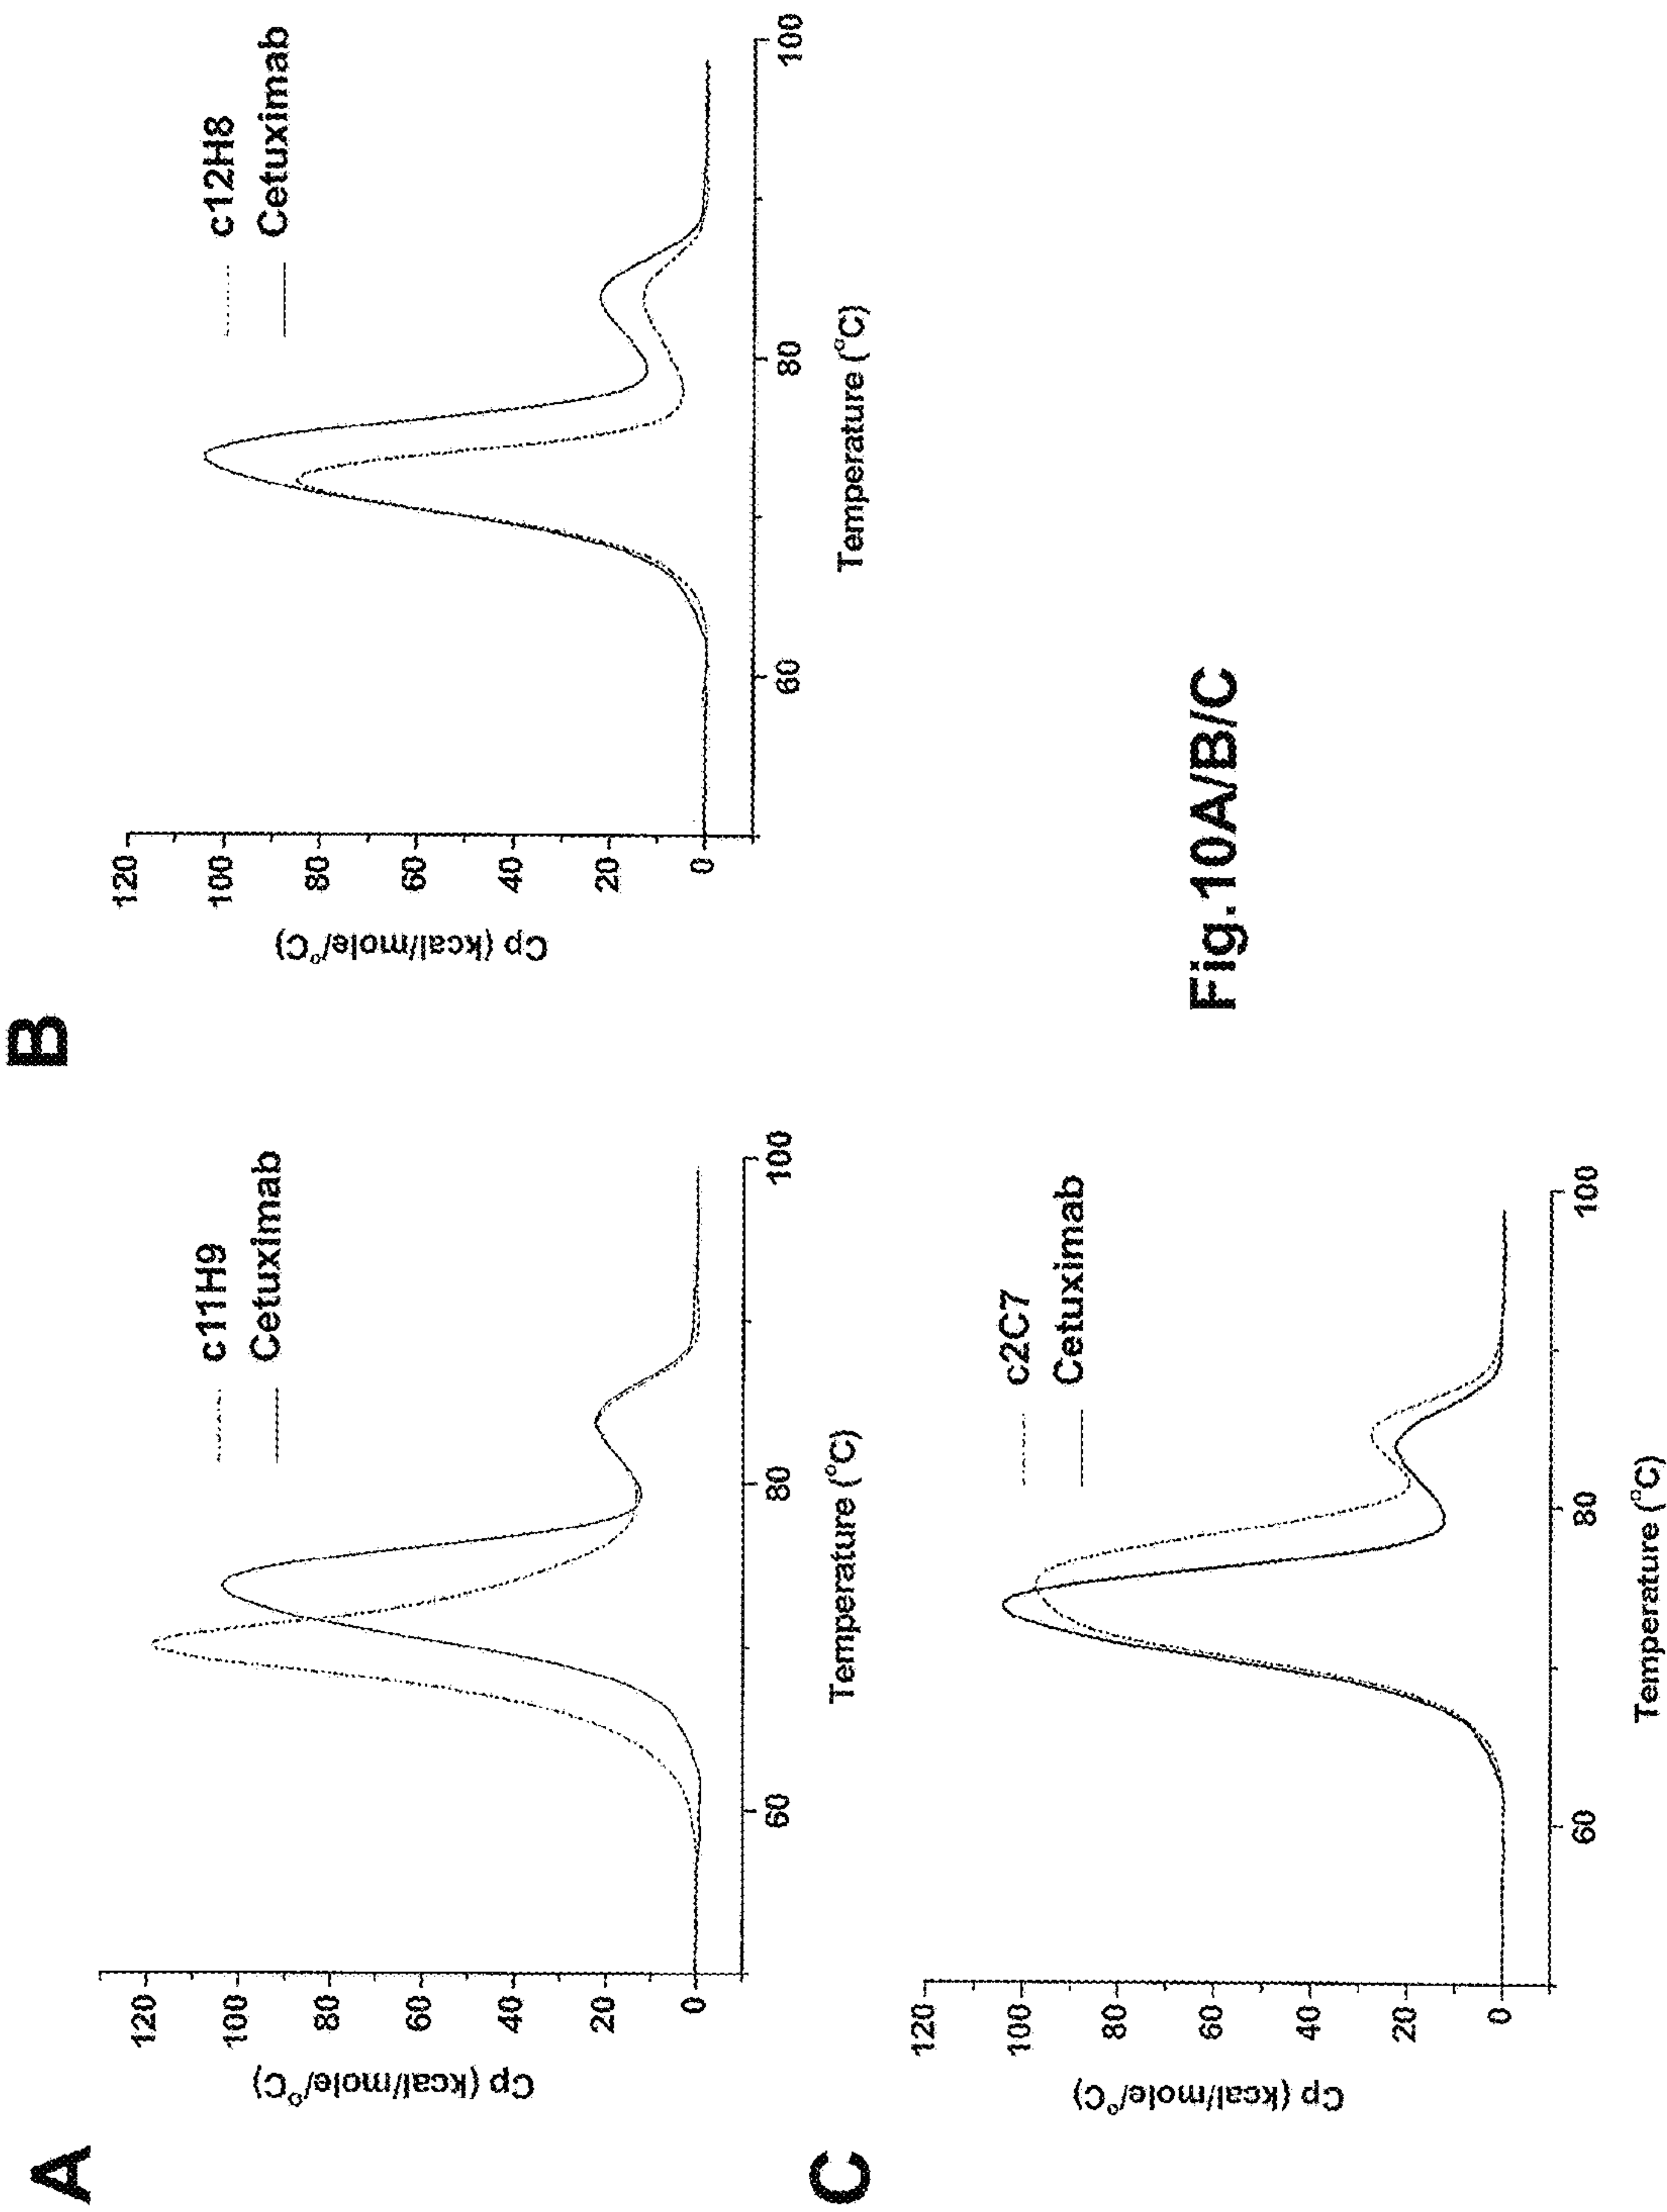 A
Cp (kcal/mole/°C)
120
100
80
60
40
20
0
c11H9
Cetuximab
60
80
100
Temperature (°C)
B
Cp (kcal/mole/°C)
120
100
80
60
40
20
0
c12H8
Cetuximab
60
80
100
Temperature (°C)
C
Cp (kcal/mole/°C)
120
100
80
60
40
20
0
c2C7
Cetuximab
60
80
100
Temperature (°C)
Fig.10A/B/C